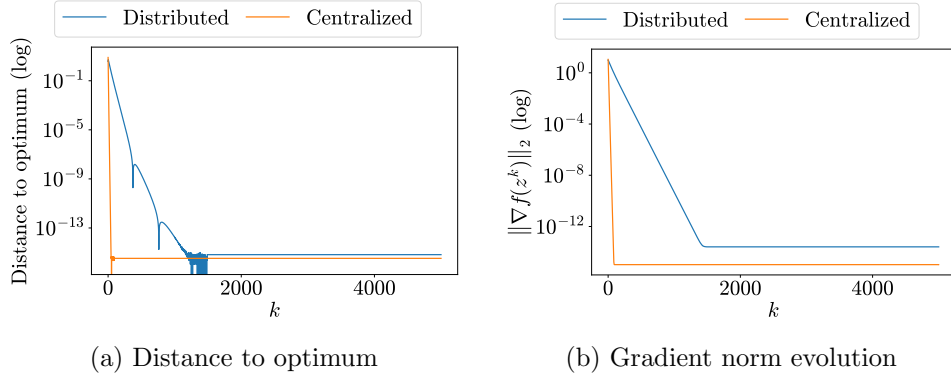 Distributed Centralized
Distance to optimum (log)
10^{-1}
10^{-5}
10^{-9}
10^{-13}
0 2000 4000
k
(a) Distance to optimum
Distributed Centralized
||∇f(z^k)||_2 (log)
10^0
10^{-4}
10^{-8}
10^{-12}
0 2000 4000
k
(b) Gradient norm evolution